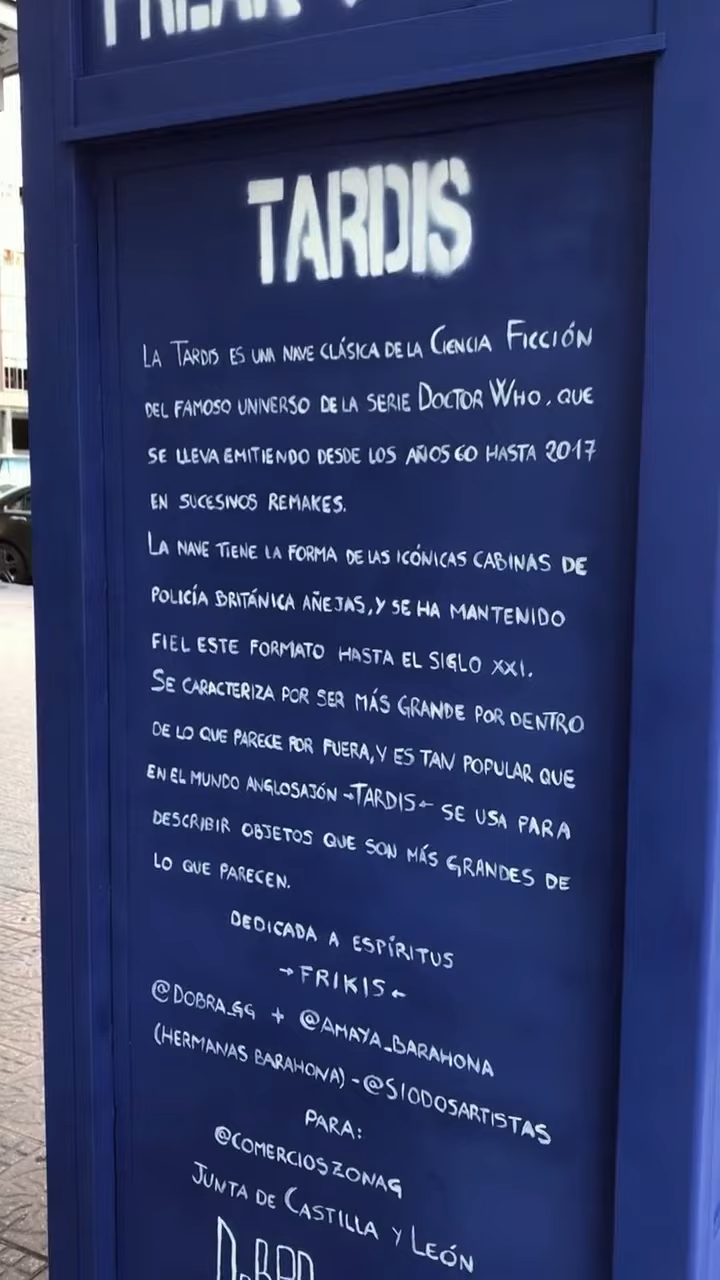 FREAK
TARDIS
LA TARDIS ES UNA NAVE CLÁSICA DE LA CIENCIA FICCIÓN
DEL FAMOSO UNIVERSO DE LA SERIE DOCTOR WHO, QUE
SE LLEVA EMITIENDO DESDE LOS AÑOS 60 HASTA 2017
EN SUCESIVOS REMAKES.
LA NAVE TIENE LA FORMA DE LAS ICÓNICAS CABINAS DE
POLICÍA BRITÁNICA AÑEJAS, Y SE HA MANTENIDO
FIEL ESTE FORMATO HASTA EL SIGLO XXI.
SE CARACTERIZA POR SER MÁS GRANDE POR DENTRO
DE LO QUE PARECE POR FUERA, Y ES TAN POPULAR QUE
EN EL MUNDO ANGLOSAJÓN →TARDIS← SE USA PARA
DESCRIBIR OBJETOS QUE SON MÁS GRANDES DE
LO QUE PARECEN.
DEDICADA A ESPÍRITUS
→FRIKIS←
@DOBRA_GG + @AMAYA_BARAHONA
(HERMANAS BARAHONA) - @SIODOSARTISTAS
PARA:
@COMERCIOSZONAG
JUNTA DE CASTILLA Y LEÓN